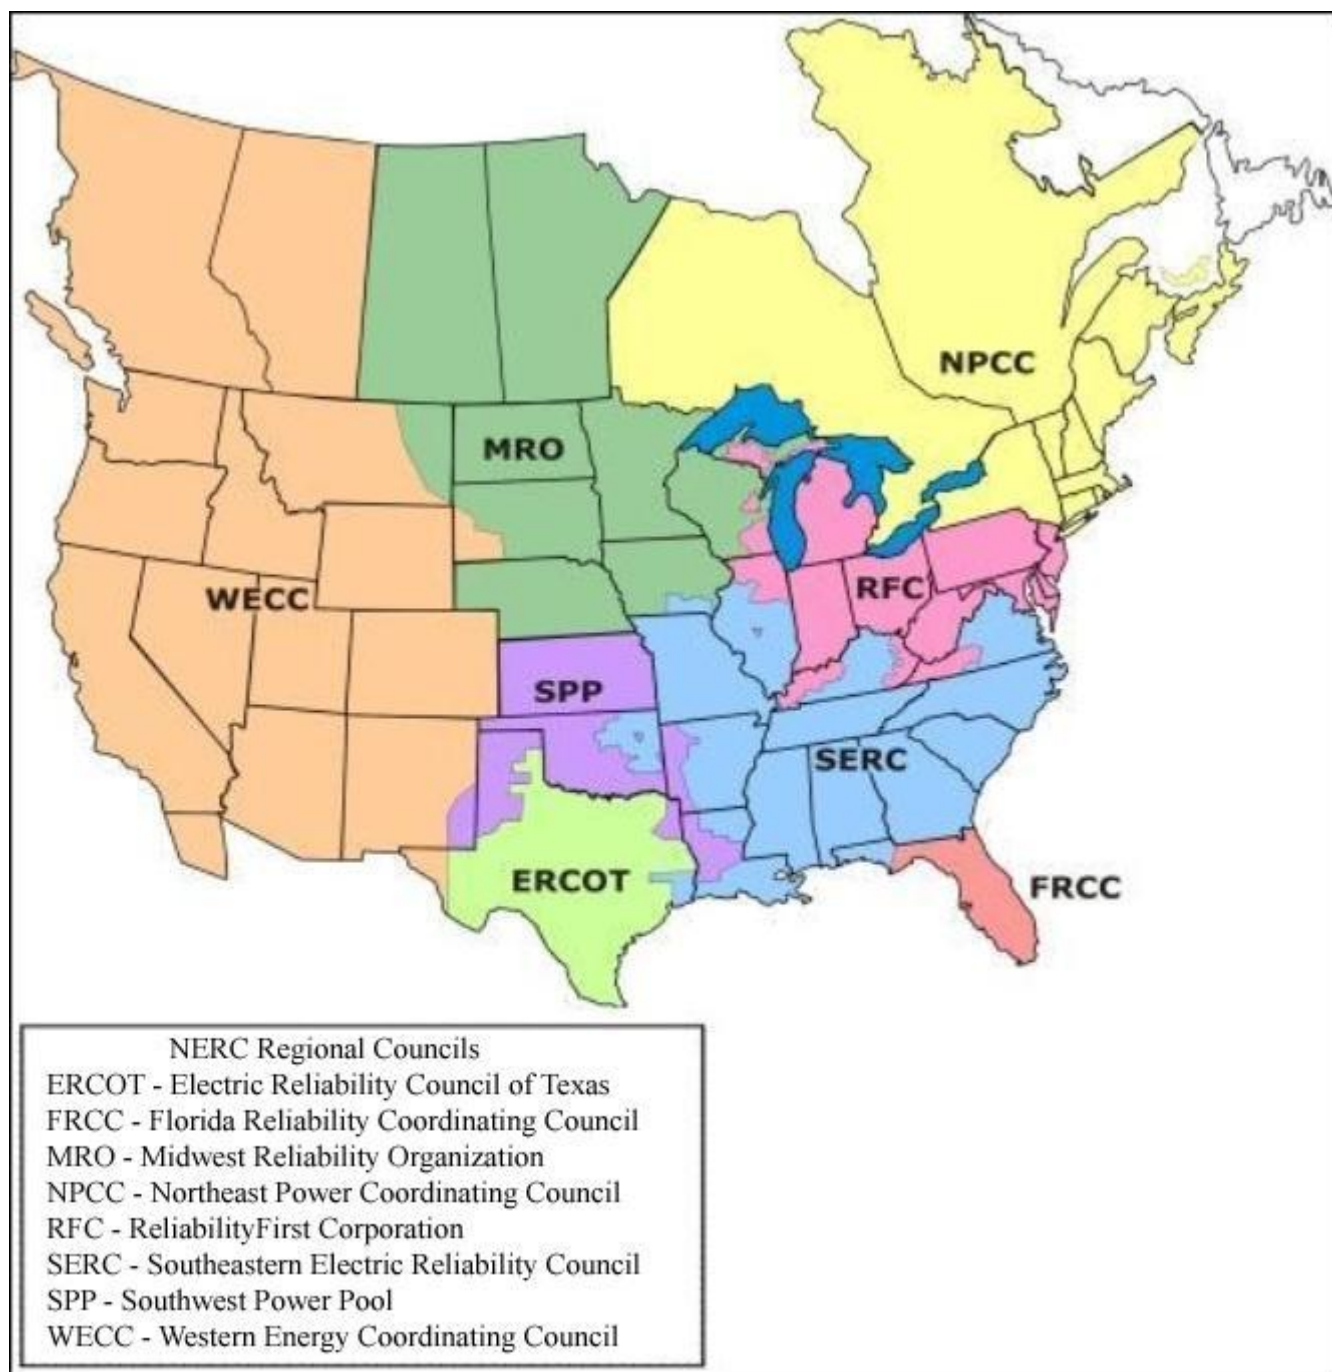 NPCC
MRO
WECC
RFC
SPP
SERC
ERCOT
FRCC
NERC Regional Councils
ERCOT - Electric Reliability Council of Texas
FRCC - Florida Reliability Coordinating Council
MRO - Midwest Reliability Organization
NPCC - Northeast Power Coordinating Council
RFC - ReliabilityFirst Corporation
SERC - Southeastern Electric Reliability Council
SPP - Southwest Power Pool
WECC - Western Energy Coordinating Council